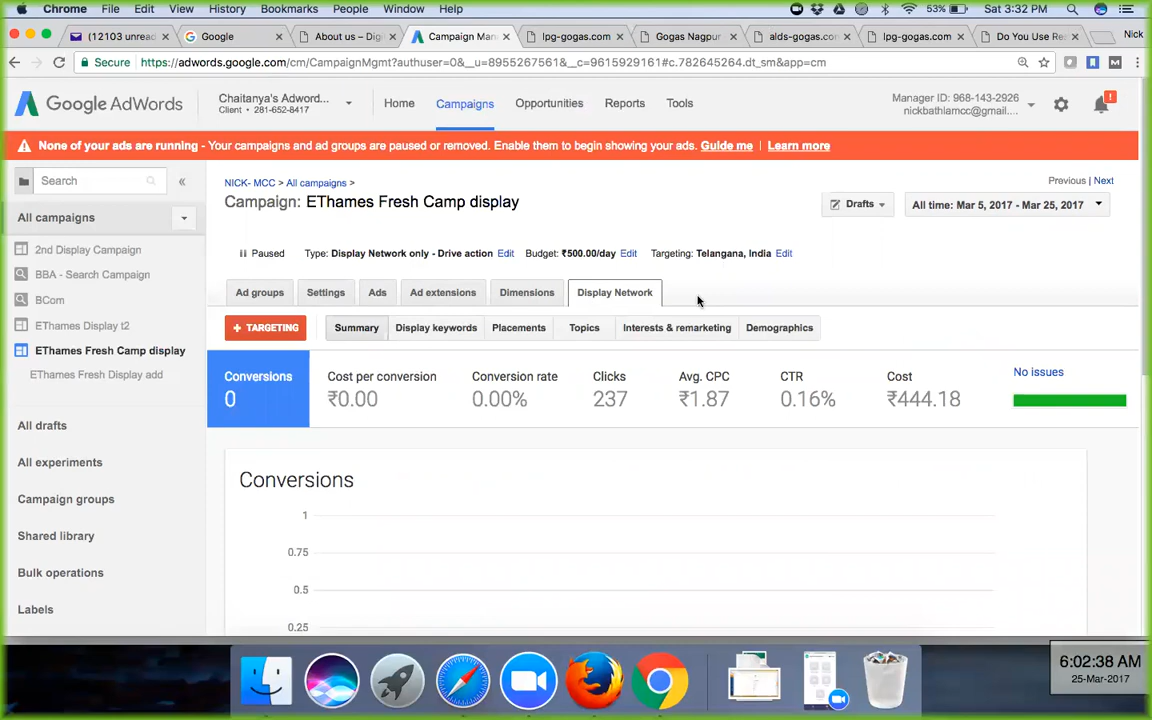 Chrome File Edit View History Bookmarks People Window Help 53% Sat 3:32 PM
(12103 unread Google About us – Digi Campaign Man lpg-gogas.com Gogas Nagpur alds-gogas.com lpg-gogas.com Do You Use Res Nick
Secure https://adwords.google.com/cm/CampaignMgmt?authuser=0&__u=8955267561&__c=9615929161#c.782645264.dt_sm&app=cm
Google AdWords
Chaitanya's Adword...
Client • 281-652-8417
Home Campaigns Opportunities Reports Tools
Manager ID: 968-143-2926
nickbathlamcc@gmail....
!
None of your ads are running - Your campaigns and ad groups are paused or removed. Enable them to begin showing your ads. Guide me | Learn more
Search «
All campaigns
2nd Display Campaign
BBA - Search Campaign
BCom
EThames Display t2
EThames Fresh Camp display
EThames Fresh Display add
All drafts
All experiments
Campaign groups
Shared library
Bulk operations
Labels
NICK- MCC > All campaigns >
Previous | Next
Campaign: EThames Fresh Camp display
Drafts
All time: Mar 5, 2017 - Mar 25, 2017
Paused Type: Display Network only - Drive action Edit Budget: ₹500.00/day Edit Targeting: Telangana, India Edit
Ad groups Settings Ads Ad extensions Dimensions Display Network
+ TARGETING Summary Display keywords Placements Topics Interests & remarketing Demographics
Conversions Cost per conversion Conversion rate Clicks Avg. CPC CTR Cost No issues
0 ₹0.00 0.00% 237 ₹1.87 0.16% ₹444.18
Conversions
1
0.75
0.5
0.25
6:02:38 AM
25-Mar-2017